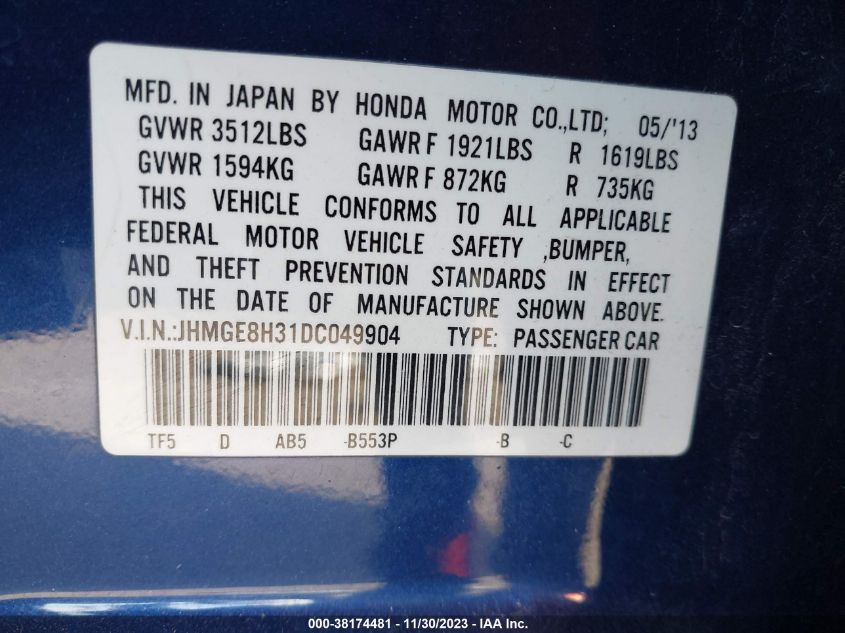 MFD. IN JAPAN BY HONDA MOTOR CO.,LTD; 05/'13
GVWR 3512LBS GAWR F 1921LBS R 1619LBS
GVWR 1594KG GAWR F 872KG R 735KG
THIS VEHICLE CONFORMS TO ALL APPLICABLE
FEDERAL MOTOR VEHICLE SAFETY ,BUMPER,
AND THEFT PREVENTION STANDARDS IN EFFECT
ON THE DATE OF MANUFACTURE SHOWN ABOVE.
V.I.N.:JHMGE8H31DC049904 TYPE: PASSENGER CAR
TF5 D AB5 -B553P -B -C
000-38174481 - 11/30/2023 - IAA Inc.